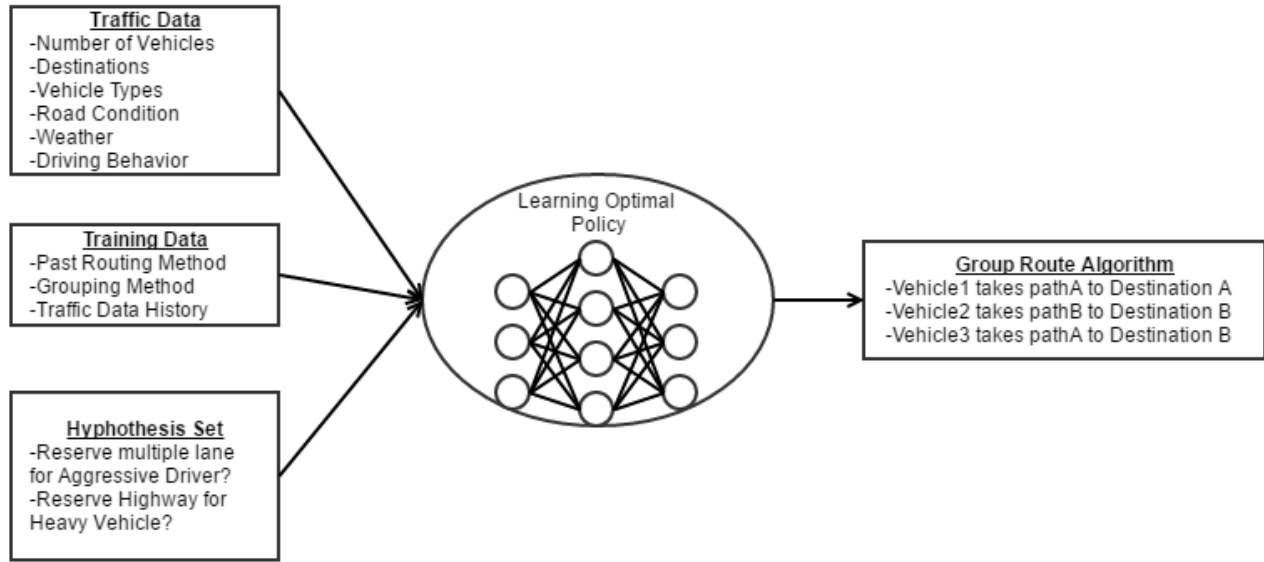 Traffic Data
-Number of Vehicles
-Destinations
-Vehicle Types
-Road Condition
-Weather
-Driving Behavior
Training Data
-Past Routing Method
-Grouping Method
-Traffic Data History
Hyphothesis Set
-Reserve multiple lane
for Aggressive Driver?
-Reserve Highway for
Heavy Vehicle?
Learning Optimal
Policy
Group Route Algorithm
-Vehicle1 takes pathA to Destination A
-Vehicle2 takes pathB to Destination B
-Vehicle3 takes pathA to Destination B